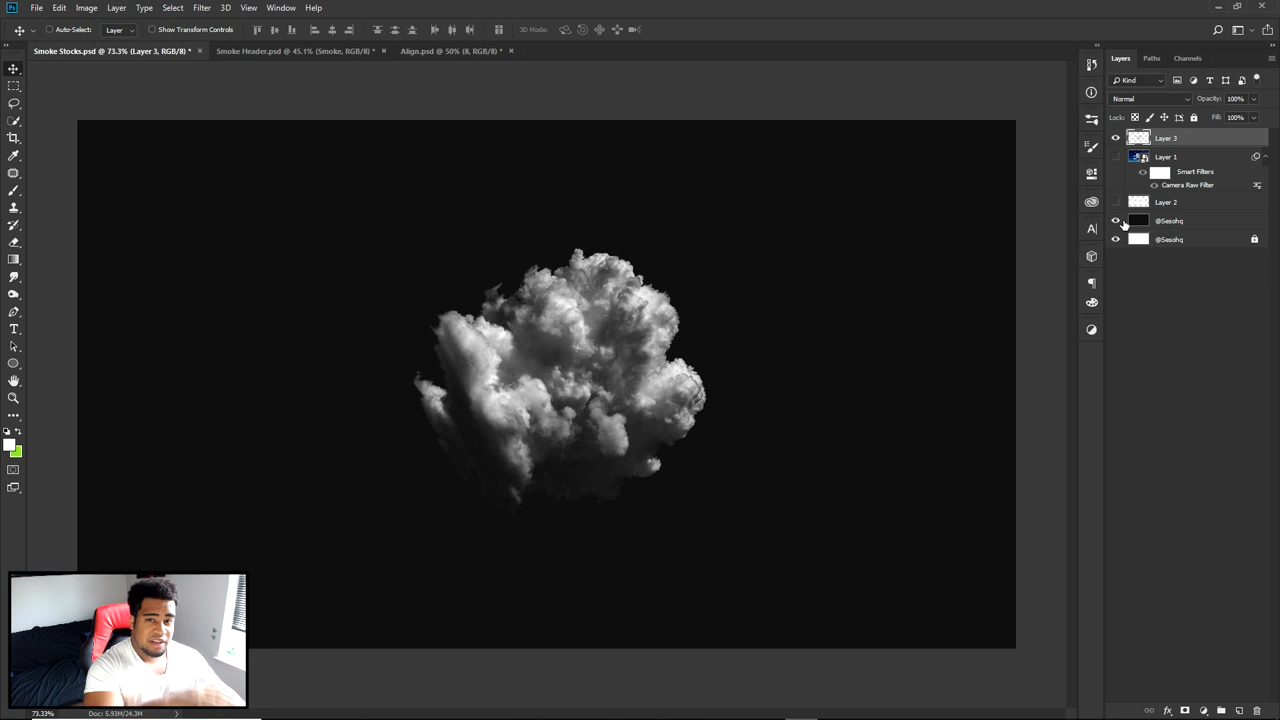 Ps File Edit Image Layer Type Select Filter 3D View Window Help
Auto-Select: Layer Show Transform Controls 3D Mode:
Smoke Stocks.psd @ 73.3% (Layer 3, RGB/8) * × Smoke Header.psd @ 45.1% (Smoke, RGB/8) * × Align.psd @ 50% (8, RGB/8) * ×
Layers Paths Channels
Kind
Normal Opacity: 100%
Lock: Fill: 100%
Layer 3
Layer 1
Smart Filters
Camera Raw Filter
Layer 2
@Sesohq
@Sesohq
73.33% Doc: 5.93M/24.3M